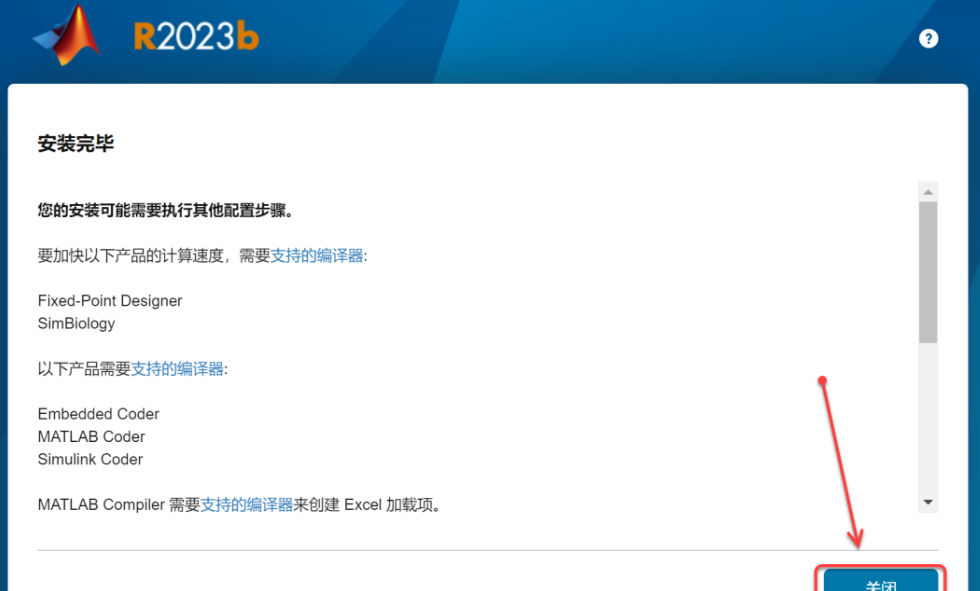 R2023b
?
安装完毕
您的安装可能需要执行其他配置步骤。
要加快以下产品的计算速度，需要支持的编译器:
Fixed-Point Designer
SimBiology
以下产品需要支持的编译器:
Embedded Coder
MATLAB Coder
Simulink Coder
MATLAB Compiler 需要支持的编译器来创建 Excel 加载项。
关闭